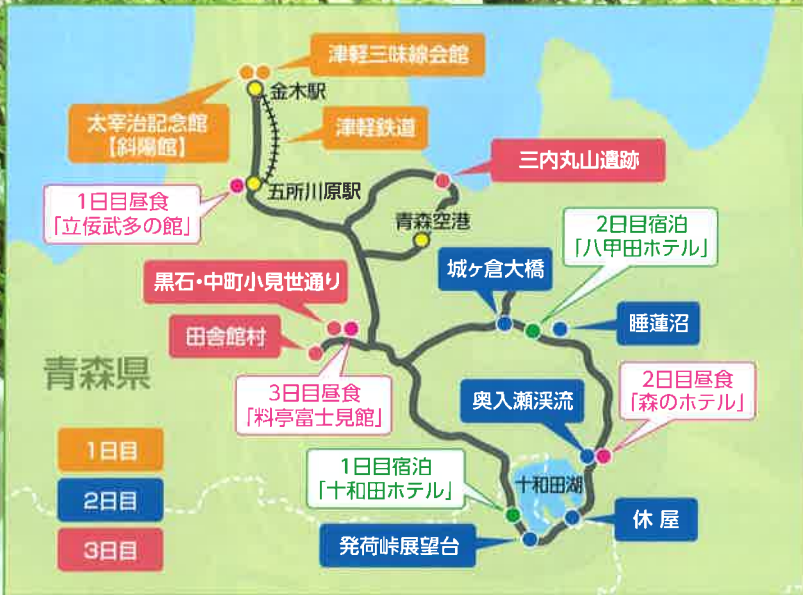 津軽三味線会館
金木駅
太宰治記念館
【斜陽館】
津軽鉄道
三内丸山遺跡
1日目昼食
「立佞武多の館」
五所川原駅
青森空港
2日目宿泊
「八甲田ホテル」
城ヶ倉大橋
黒石・中町小見世通り
睡蓮沼
田舎館村
青森県
3日目昼食
「料亭富士見館」
奥入瀬渓流
2日目昼食
「森のホテル」
1日目
2日目
3日目
1日目宿泊
「十和田ホテル」
十和田湖
休屋
発荷峠展望台